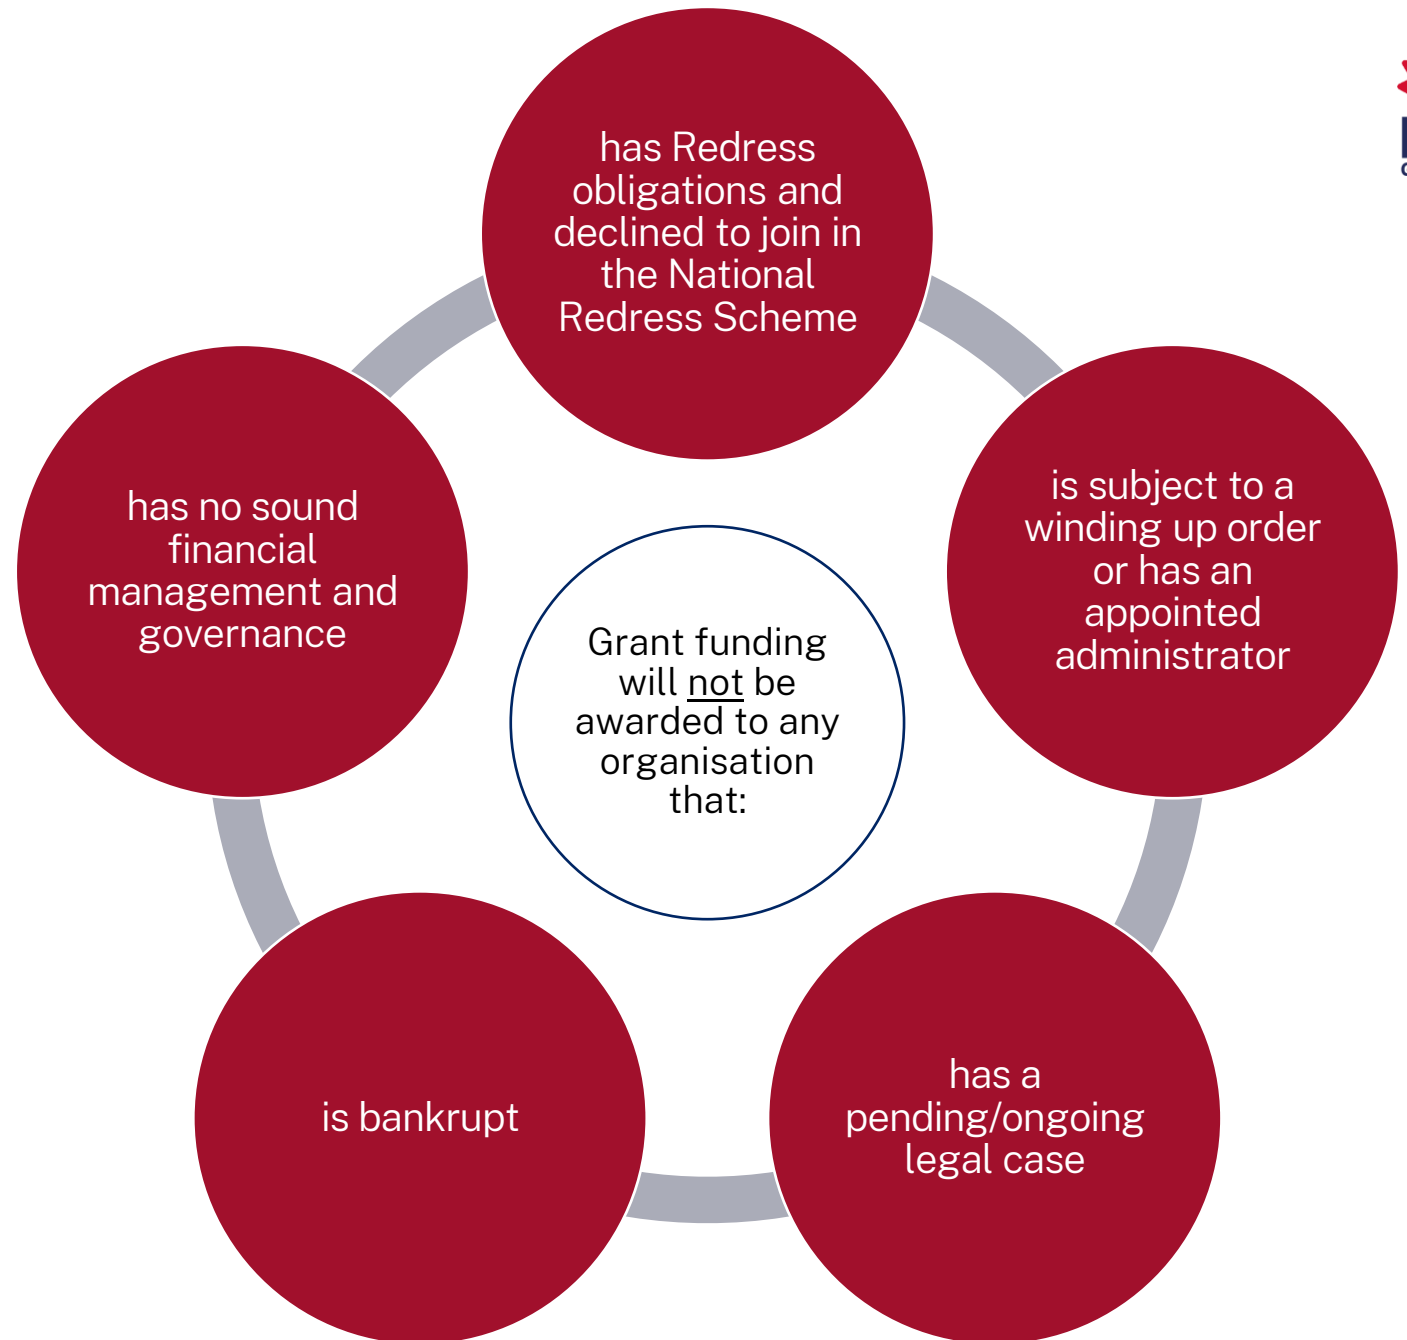 has Redress
obligations and
declined to join in
the National
Redress Scheme
is subject to a
winding up order
or has an
appointed
administrator
has a
pending/ongoing
legal case
is bankrupt
has no sound
financial
management and
governance
Grant funding
will not be
awarded to any
organisation
that: